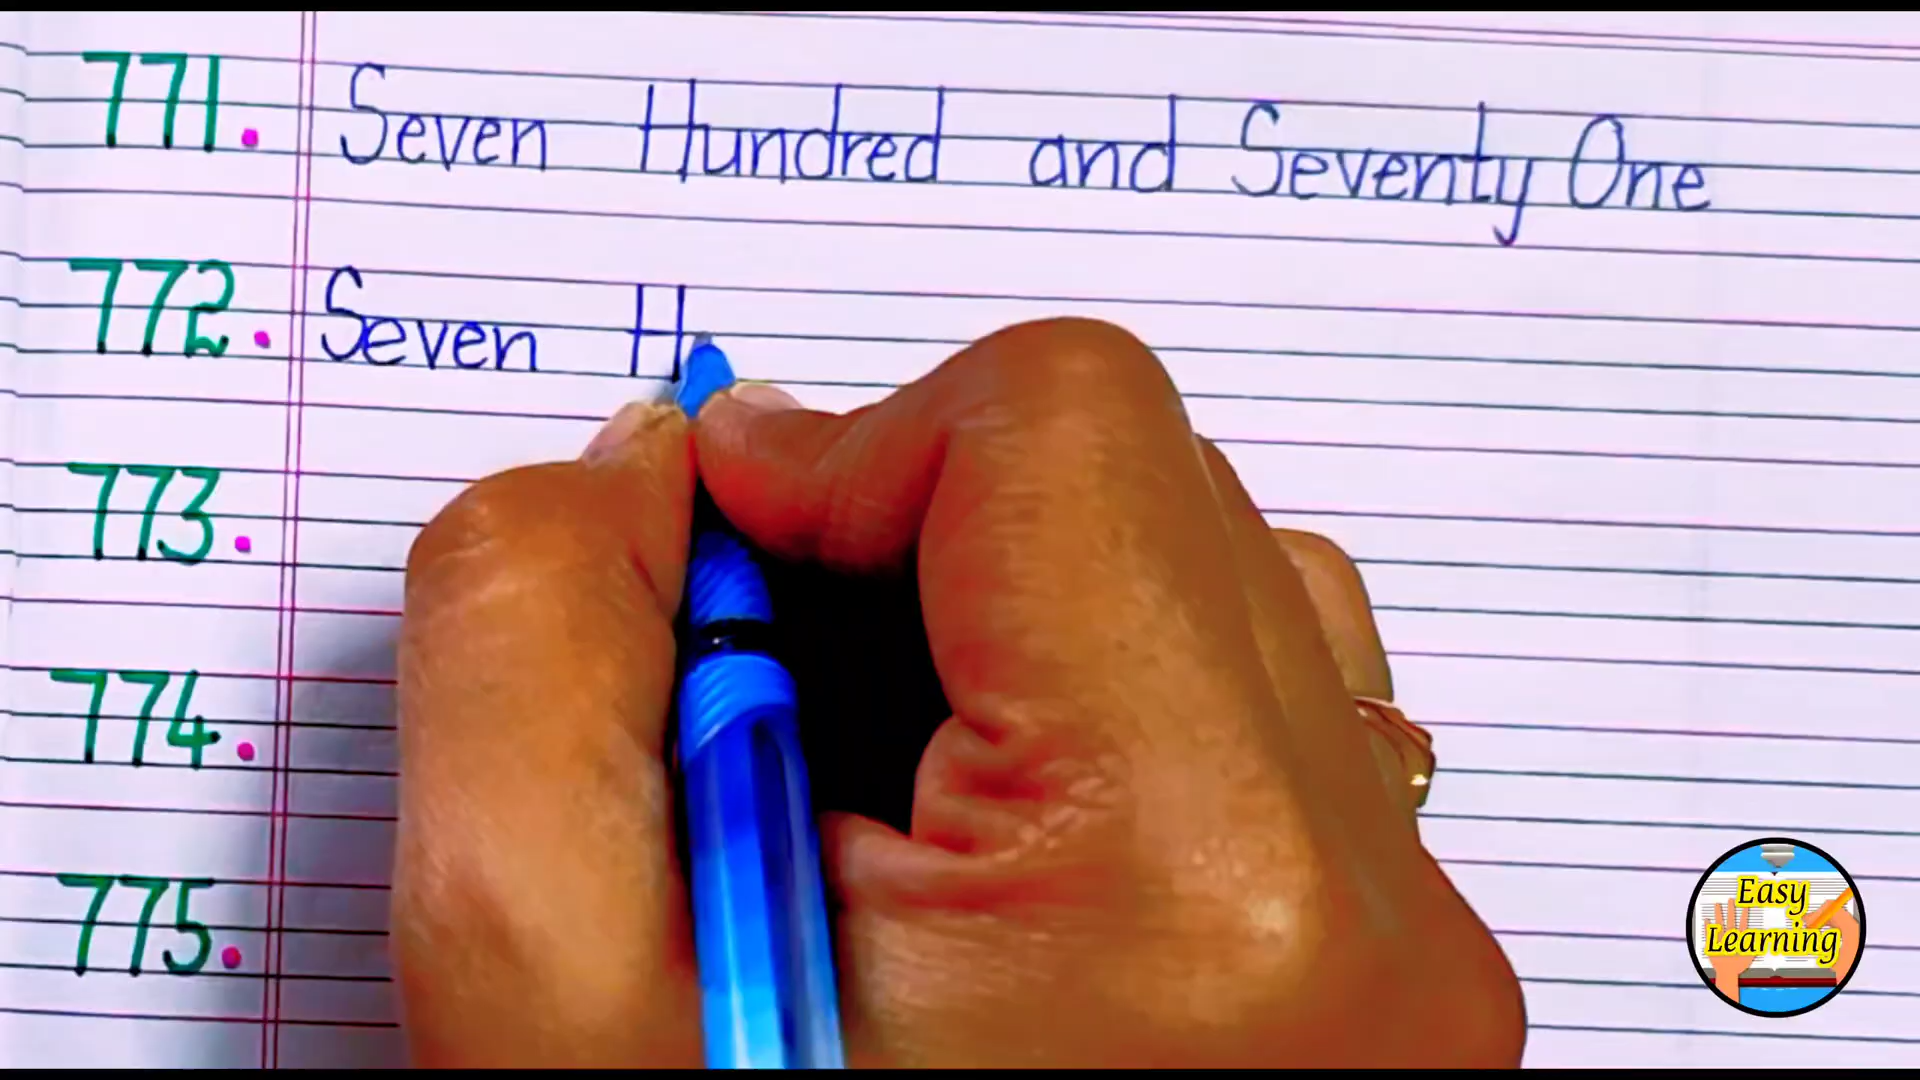 771. Seven Hundred and Seventy One
772. Seven H
773.
774.
775.
Easy
Learning